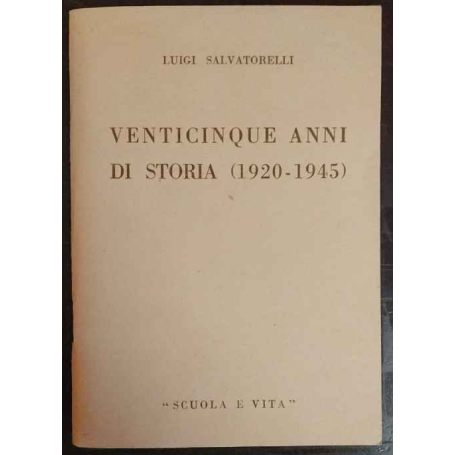 LUIGI SALVATORELLI
VENTICINQUE ANNI
DI STORIA (1920-1945)
"SCUOLA E VITA"